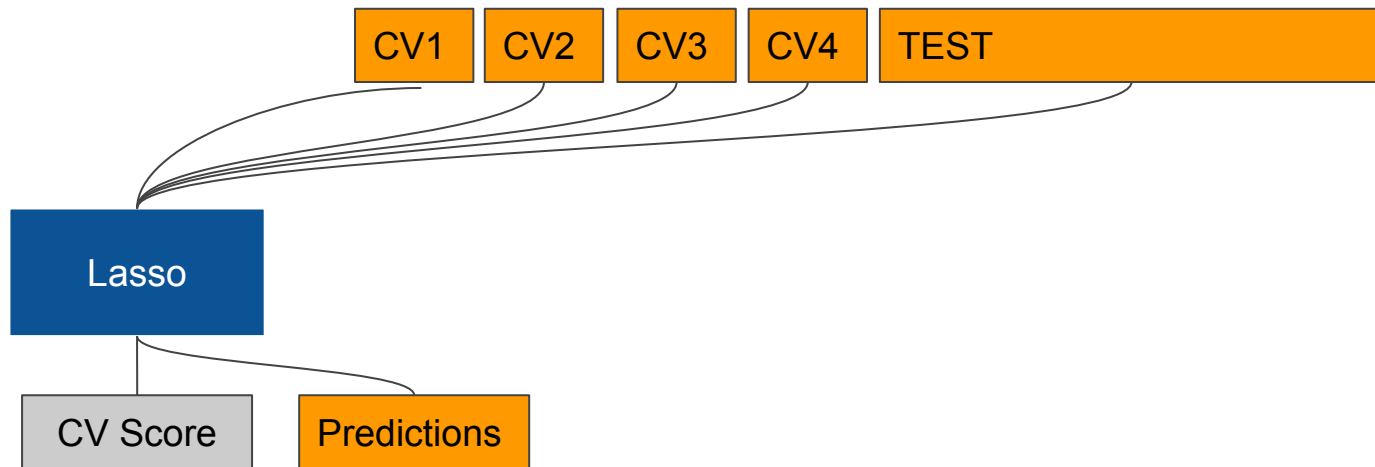 CV1
CV2
CV3
CV4
TEST
Lasso
CV Score
Predictions